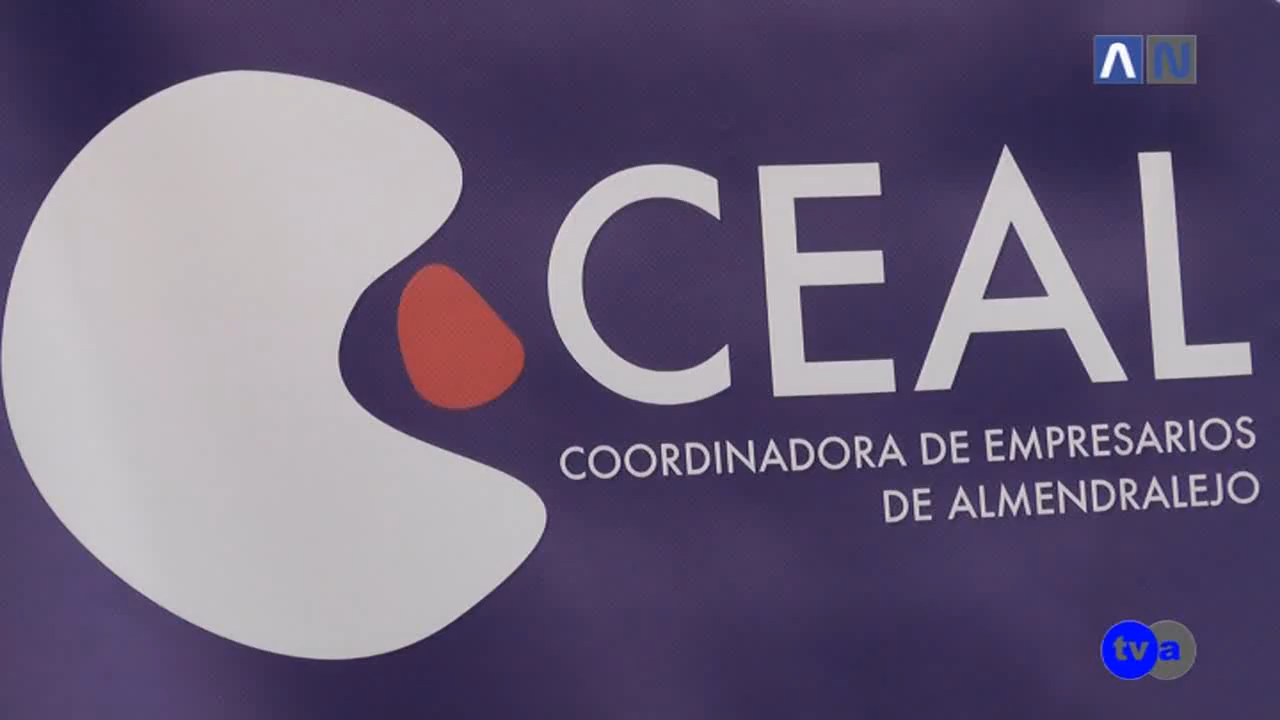 AN
CEAL
COORDINADORA DE EMPRESARIOS
DE ALMENDRALEJO
tva